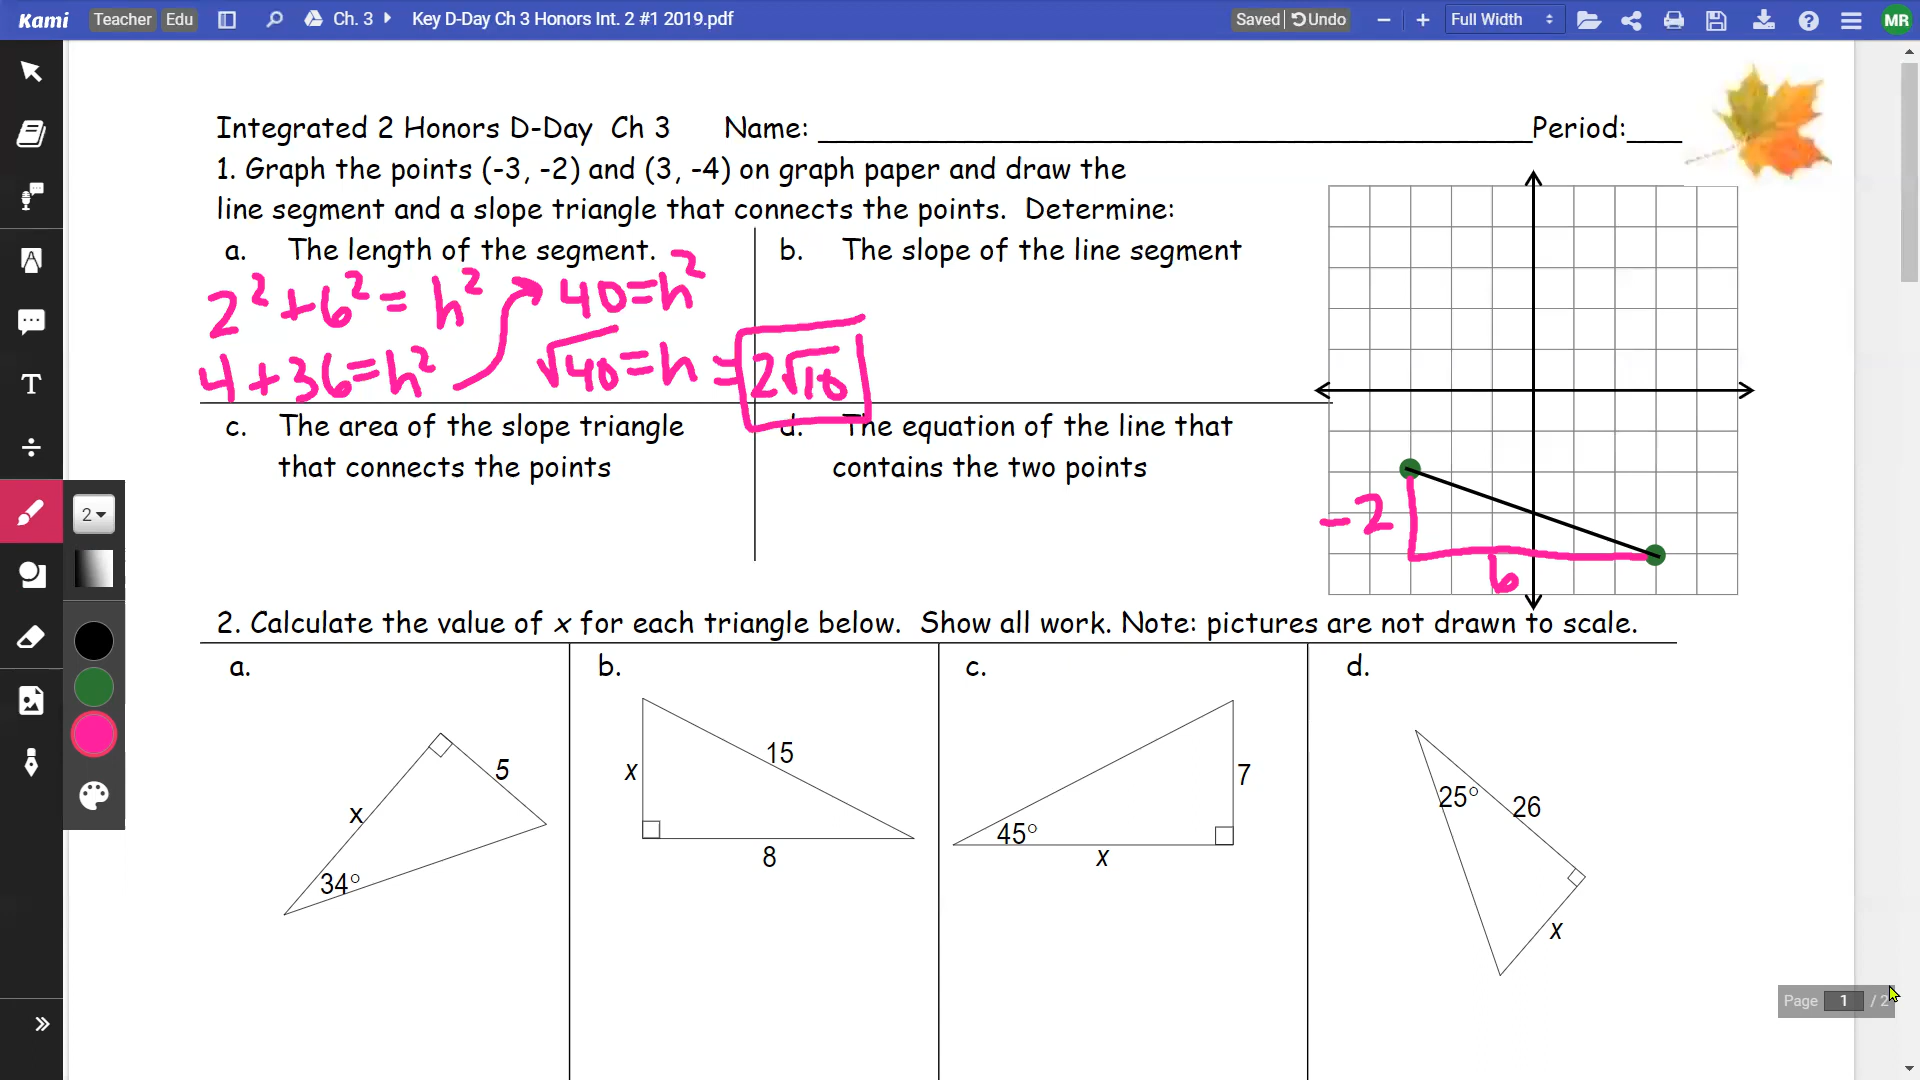 Kami Teacher Edu Ch. 3 Key D-Day Ch 3 Honors Int. 2 #1 2019.pdf Saved Undo Full Width MR
Integrated 2 Honors D-Day Ch 3 Name: Period:
1. Graph the points (-3, -2) and (3, -4) on graph paper and draw the
line segment and a slope triangle that connects the points. Determine:
a. The length of the segment.
2² + 6² = h²
4 + 36 = h²
40 = h²
√40 = h = 2√10
b. The slope of the line segment
c. The area of the slope triangle
that connects the points
d. The equation of the line that
contains the two points
-2
6
2
2. Calculate the value of x for each triangle below. Show all work. Note: pictures are not drawn to scale.
a.
5
x
34°
b.
15
x
8
c.
7
45°
x
d.
25°
26
x
Page 1 / 2